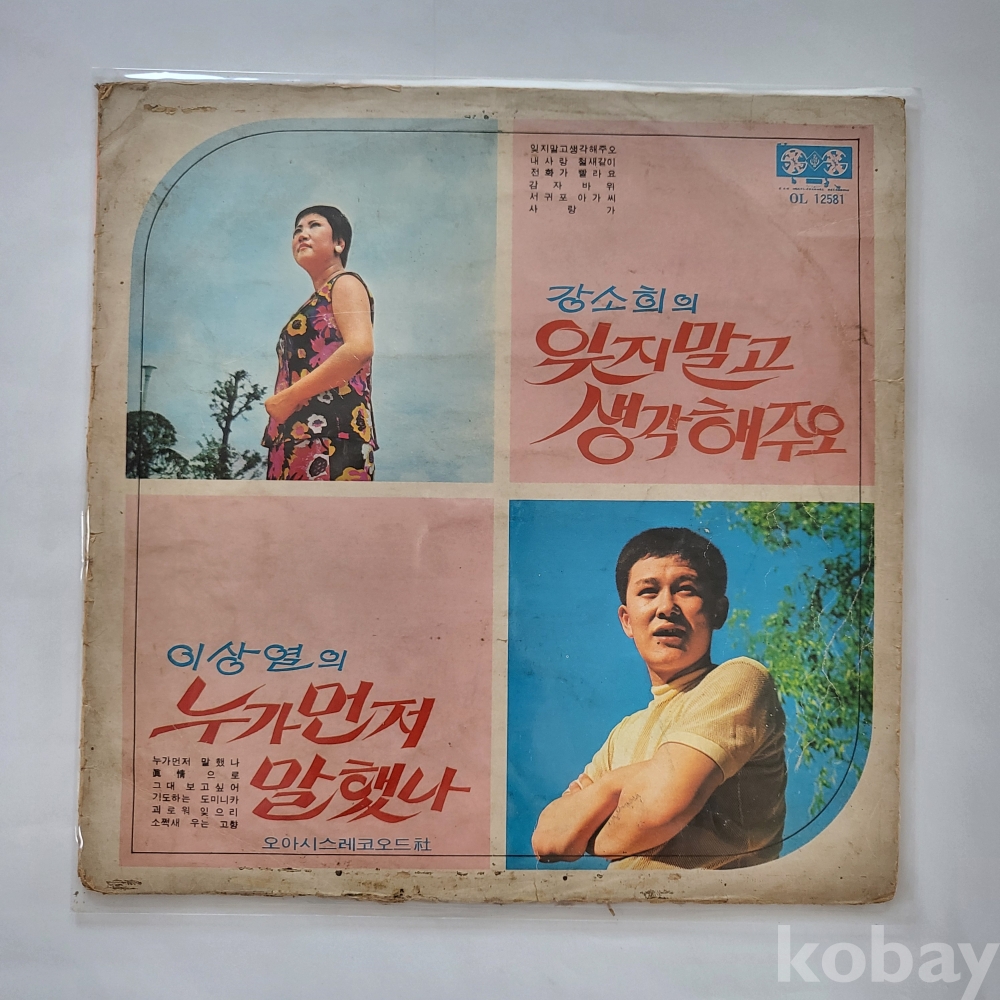 잊지말고생각해주오
내사랑 철새같이
전화가 빨라요
감자바위
서귀포 아가씨
사랑가
OL 12581
강소희의
잊지말고
생각해주오
이상열의
누가먼저
말했나
누가먼저 말했나
眞情으로
그대 보고싶어
기도하는 도미니카
괴로워 잊으리
소쩍새 우는 고향
오아시스레코오드社
kobay